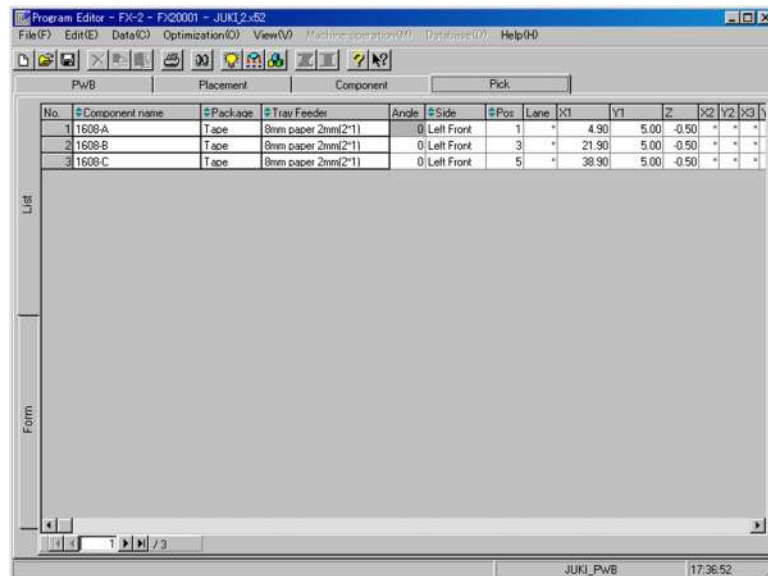 Program Editor - FX-2 - FX20001 - JUKI_2.x52
File(F) Edit(E) Data(C) Optimization(O) View(V) Machine operation(M) Database(D) Help(H)
PWB Placement Component Pick
No. Component name Package Tray Feeder Angle Side Pos Lane X1 Y1 Z X2 Y2 X3
1 1608-A Tape 8mm paper 2mm(2*1) 0 Left Front 1 * 4.90 5.00 -0.50 * * *
2 1608-B Tape 8mm paper 2mm(2*1) 0 Left Front 3 * 21.90 5.00 -0.50 * * *
3 1608-C Tape 8mm paper 2mm(2*1) 0 Left Front 5 * 38.90 5.00 -0.50 * * *
List
Form
1 / 3
JUKI_PWB 17:36:52